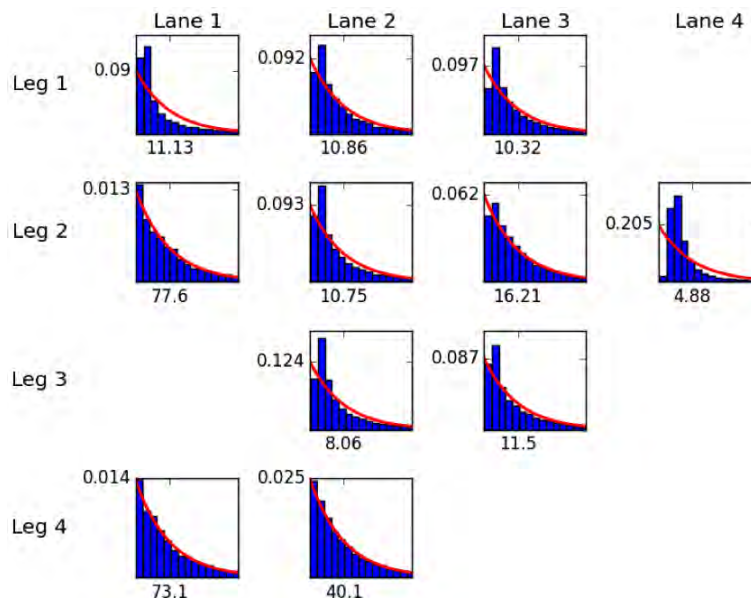 Lane 1 Lane 2 Lane 3 Lane 4
Leg 1
0.09 0.092 0.097
11.13 10.86 10.32
Leg 2
0.013 0.093 0.062 0.205
77.6 10.75 16.21 4.88
Leg 3
0.124 0.087
8.06 11.5
Leg 4
0.014 0.025
73.1 40.1